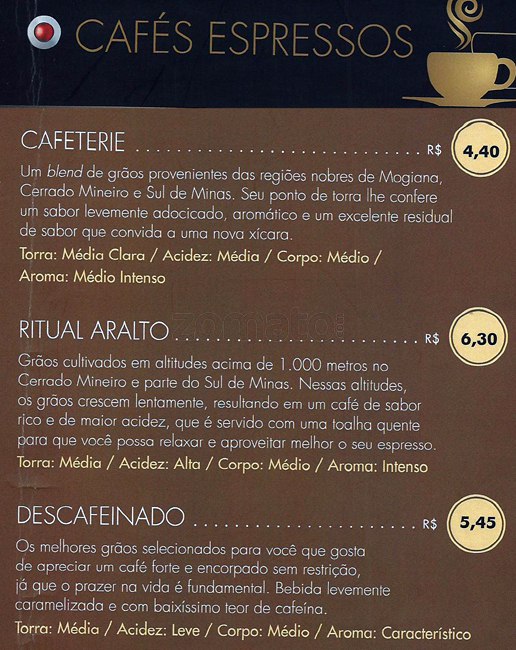 CAFÉS ESPRESSOS
CAFETERIE ............................. R$ 4,40
Um blend de grãos provenientes das regiões nobres de Mogiana,
Cerrado Mineiro e Sul de Minas. Seu ponto de torra lhe confere
um sabor levemente adocicado, aromático e um excelente residual
de sabor que convida a uma nova xícara.
Torra: Média Clara / Acidez: Média / Corpo: Médio /
Aroma: Médio Intenso
zomato
RITUAL ARALTO ......................... R$ 6,30
Grãos cultivados em altitudes acima de 1.000 metros no
Cerrado Mineiro e parte do Sul de Minas. Nessas altitudes,
os grãos crescem lentamente, resultando em um café de sabor
rico e de maior acidez, que é servido com uma toalha quente
para que você possa relaxar e aproveitar melhor o seu espresso.
Torra: Média / Acidez: Alta / Corpo: Médio / Aroma: Intenso
DESCAFEINADO ....................... R$ 5,45
Os melhores grãos selecionados para você que gosta
de apreciar um café forte e encorpado sem restrição,
já que o prazer na vida é fundamental. Bebida levemente
caramelizada e com baixíssimo teor de cafeína.
Torra: Média / Acidez: Leve / Corpo: Médio / Aroma: Característico